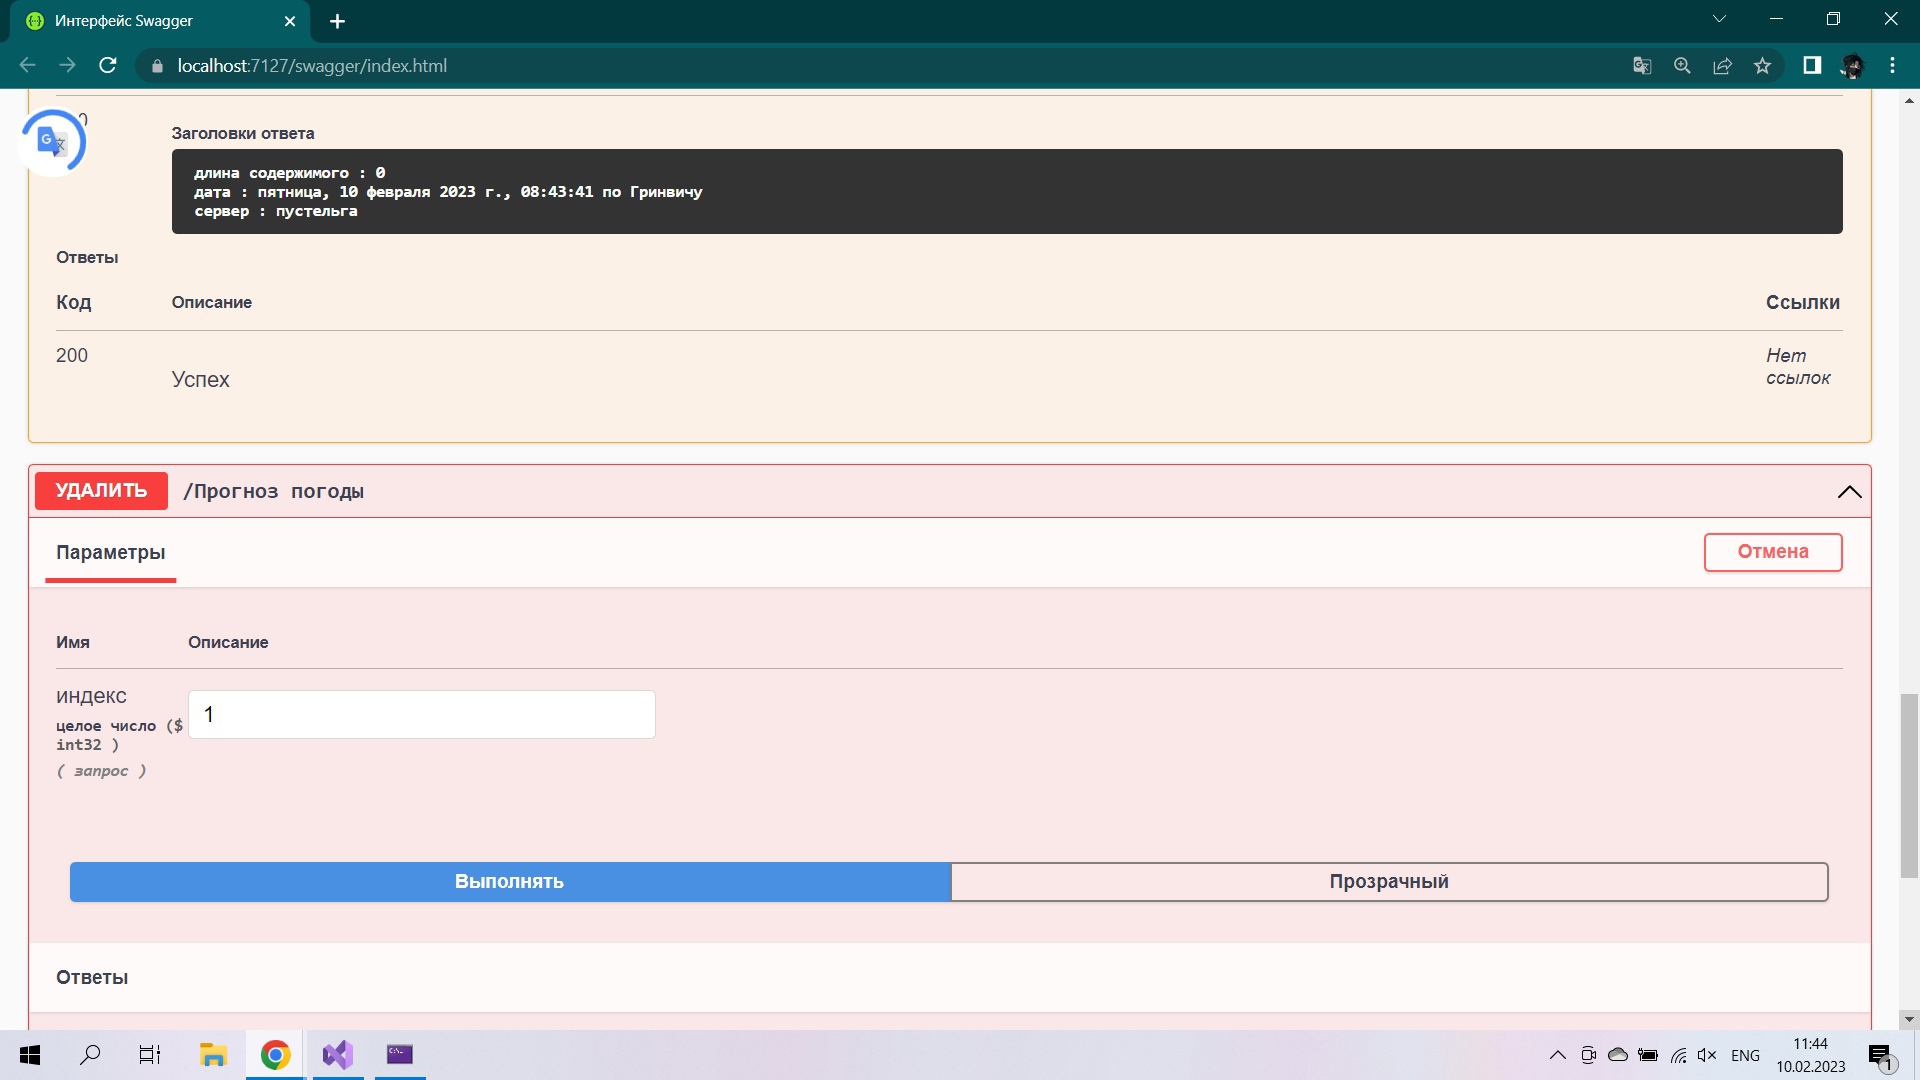 Интерфейс Swagger
localhost:7127/swagger/index.html
Заголовки ответа
длина содержимого : 0
дата : пятница, 10 февраля 2023 г., 08:43:41 по Гринвичу
сервер : пустельга
Ответы
Код Описание Ссылки
200 Успех Нет
ссылок
УДАЛИТЬ /Прогноз погоды
Параметры Отмена
Имя Описание
индекс
целое число ($
int32 )
( запрос )
1
Выполнять Прозрачный
Ответы
ENG
11:44
10.02.2023
1